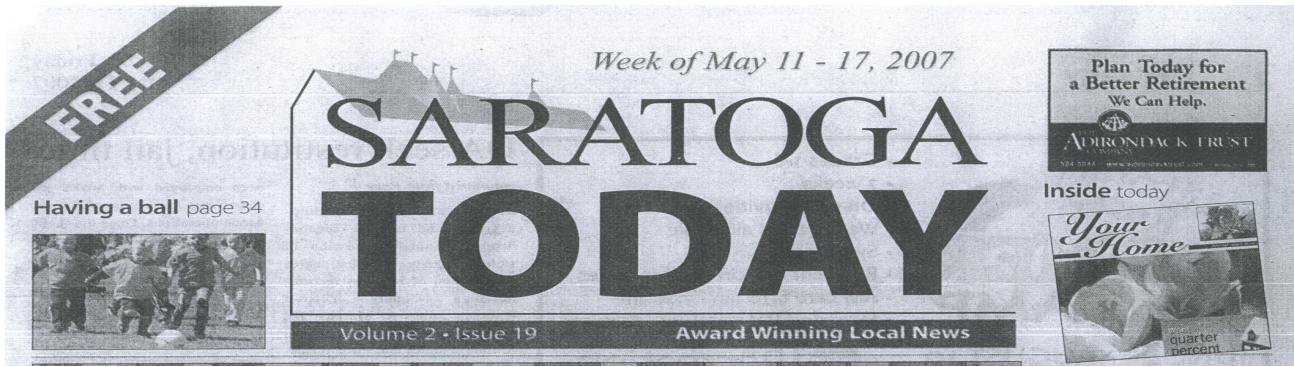 FREE
Week of May 11 - 17, 2007
SARATOGA
TODAY
Volume 2 • Issue 19
Award Winning Local News
Having a ball page 34
Plan Today for
a Better Retirement
We Can Help.
ADIRONDACK TRUST
COMPANY
Inside today
Your
Home
quarter
percent